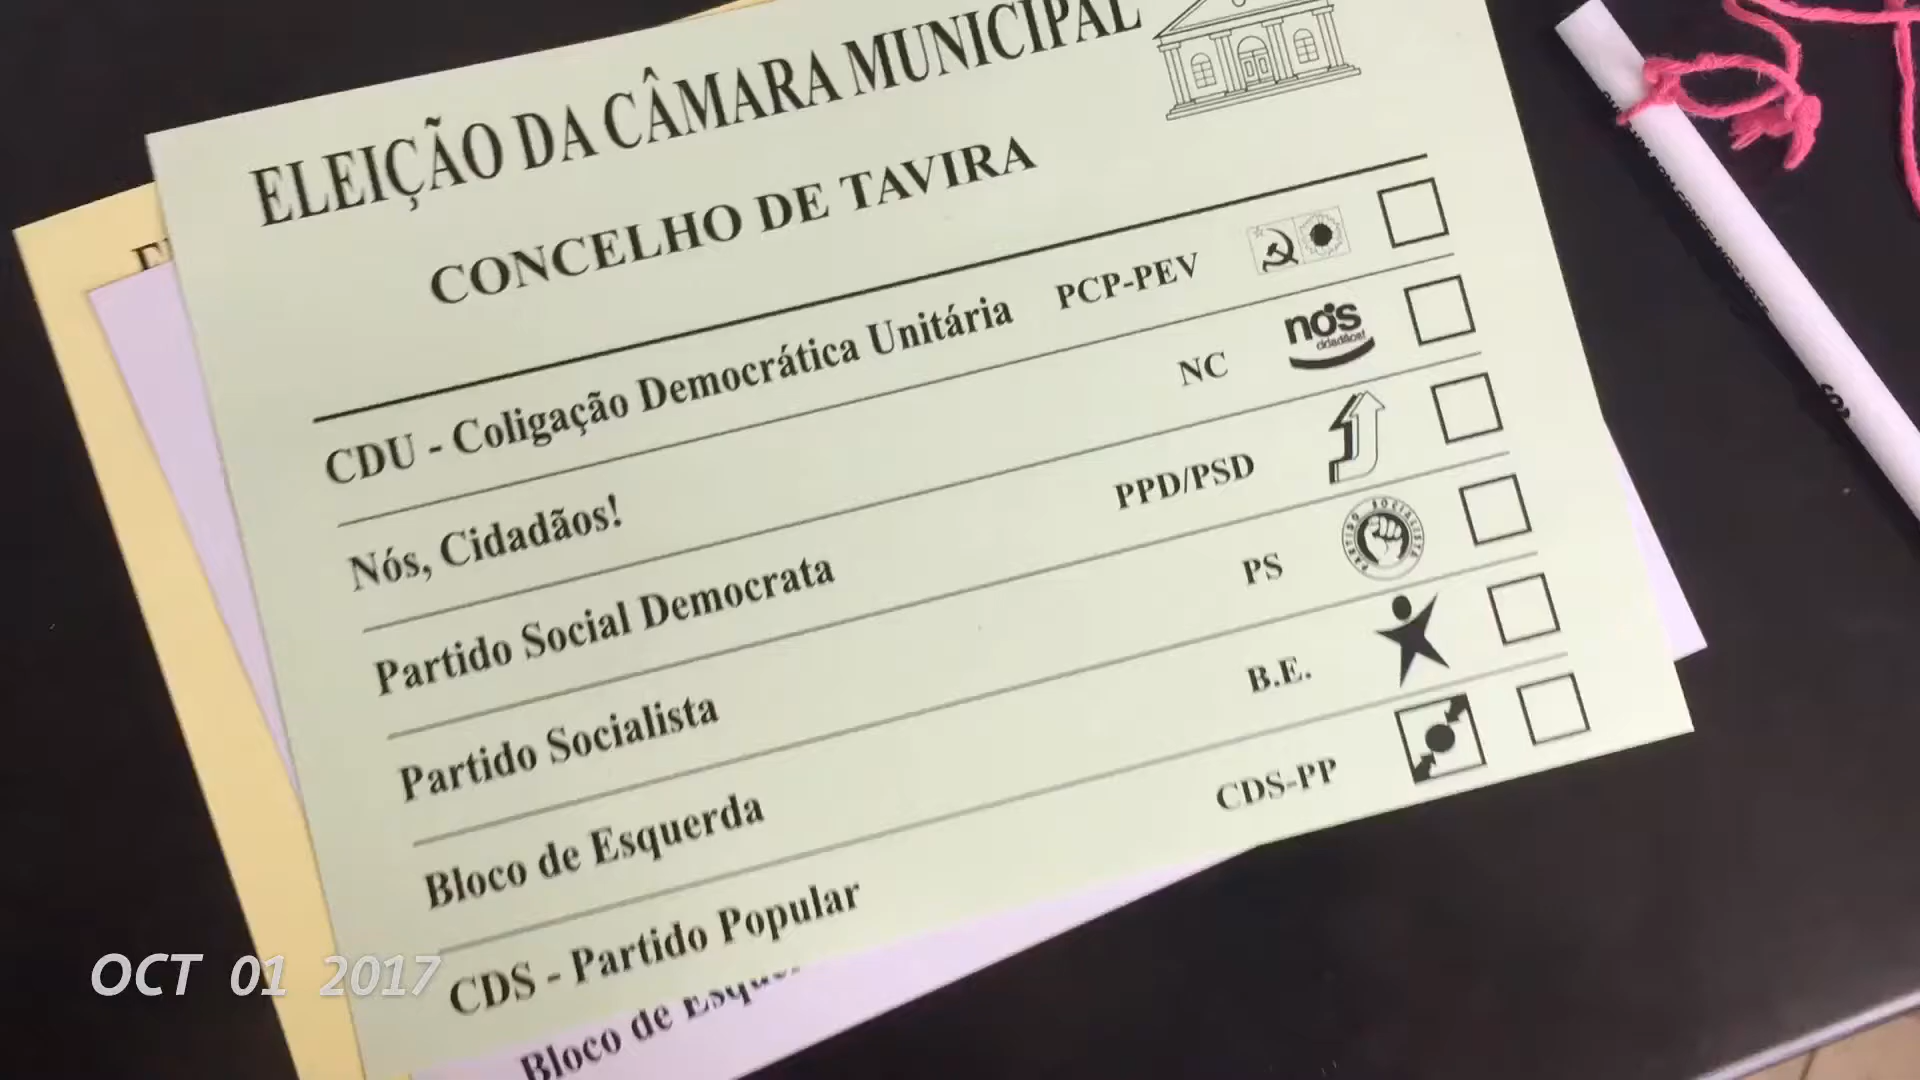 ELEIÇÃO DA CÂMARA MUNICIPAL
CONCELHO DE TAVIRA
CDU - Coligação Democrática Unitária PCP-PEV
Nós, Cidadãos! NC nós cidadãos!
Partido Social Democrata PPD/PSD
Partido Socialista PS PARTIDO SOCIALISTA
Bloco de Esquerda B.E.
CDS - Partido Popular CDS-PP
Bloco de
OCT 01 2017